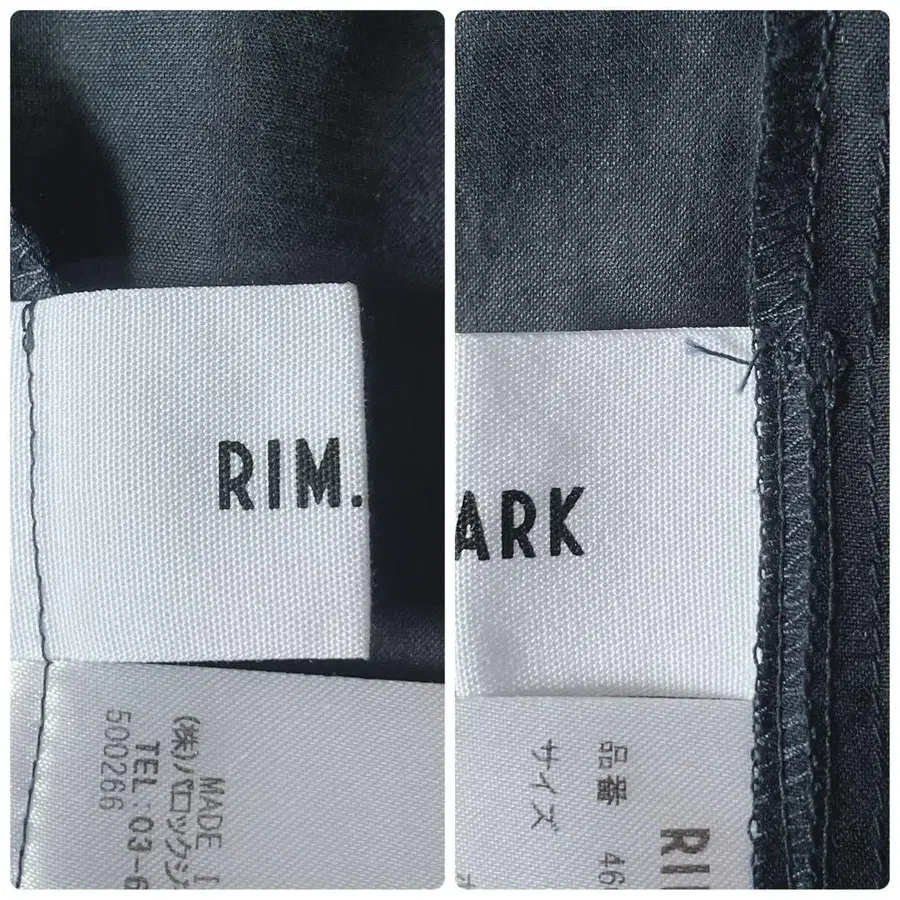 RIM.
MADE I
(株)バロックジ
TEL:03-6
500266
ARK
RI
品番 46
サイズ